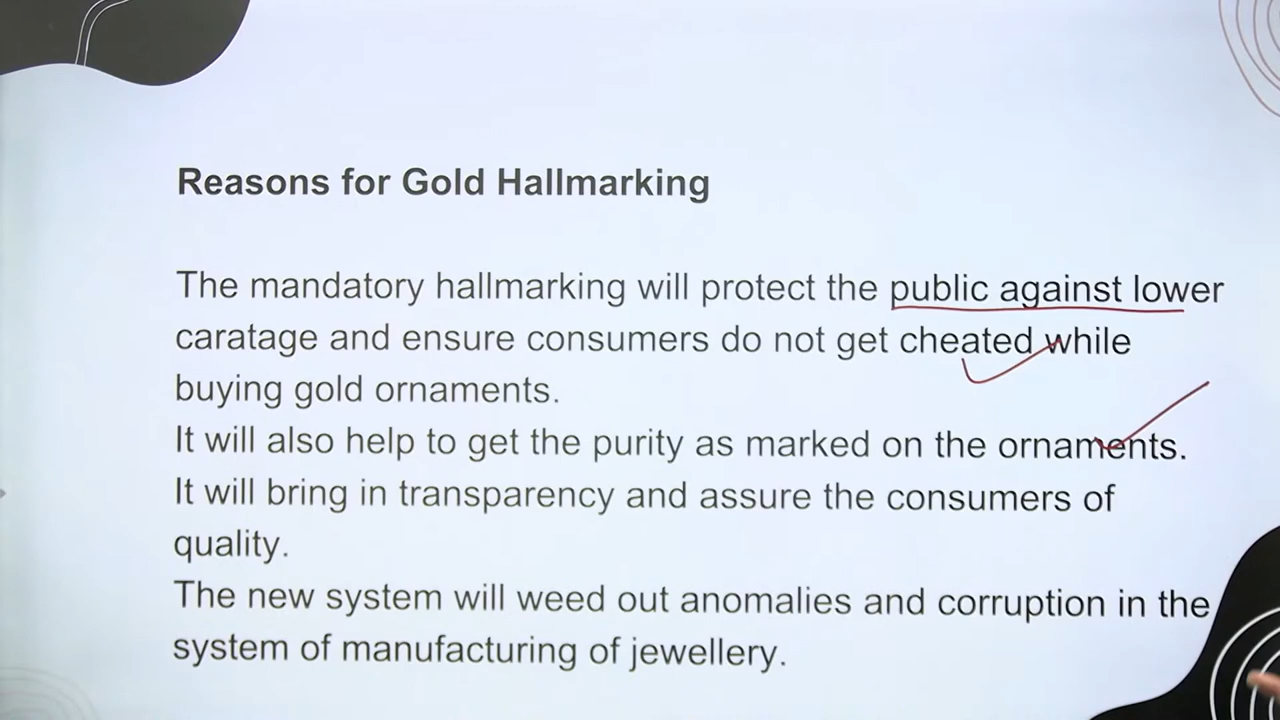 Reasons for Gold Hallmarking
The mandatory hallmarking will protect the public against lower
caratage and ensure consumers do not get cheated while
buying gold ornaments.
It will also help to get the purity as marked on the ornaments.
It will bring in transparency and assure the consumers of
quality.
The new system will weed out anomalies and corruption in the
system of manufacturing of jewellery.